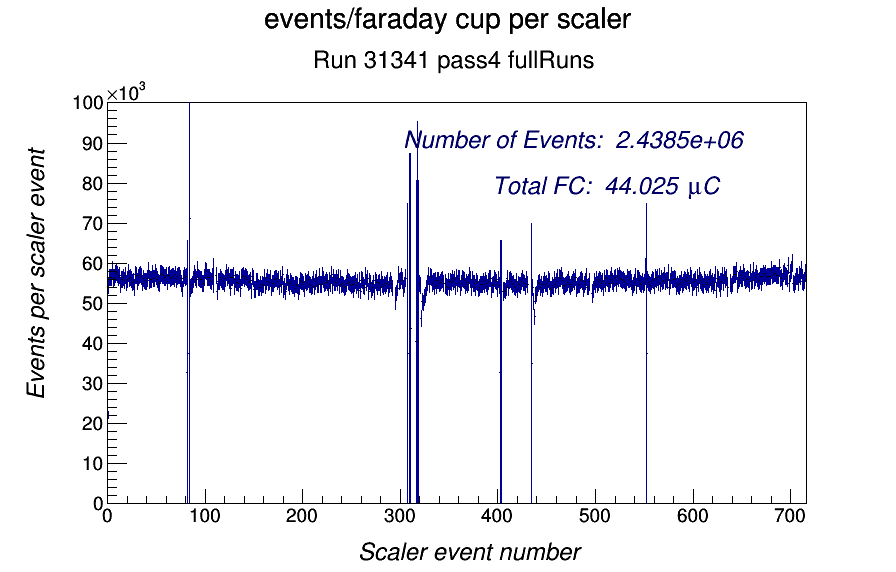 events/faraday cup per scaler
Run 31341 pass4 fullRuns
×10³
100
90
80
70
60
50
40
30
20
10
0
Number of Events: 2.4385e+06
Total FC: 44.025 μC
Events per scaler event
0 100 200 300 400 500 600 700
Scaler event number